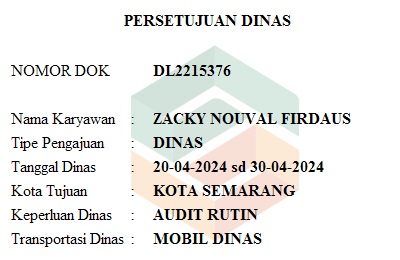 PERSETUJUAN DINAS
NOMOR DOK DL2215376
Nama Karyawan : ZACKY NOUVAL FIRDAUS
Tipe Pengajuan : DINAS
Tanggal Dinas : 20-04-2024 sd 30-04-2024
Kota Tujuan : KOTA SEMARANG
Keperluan Dinas : AUDIT RUTIN
Transportasi Dinas : MOBIL DINAS